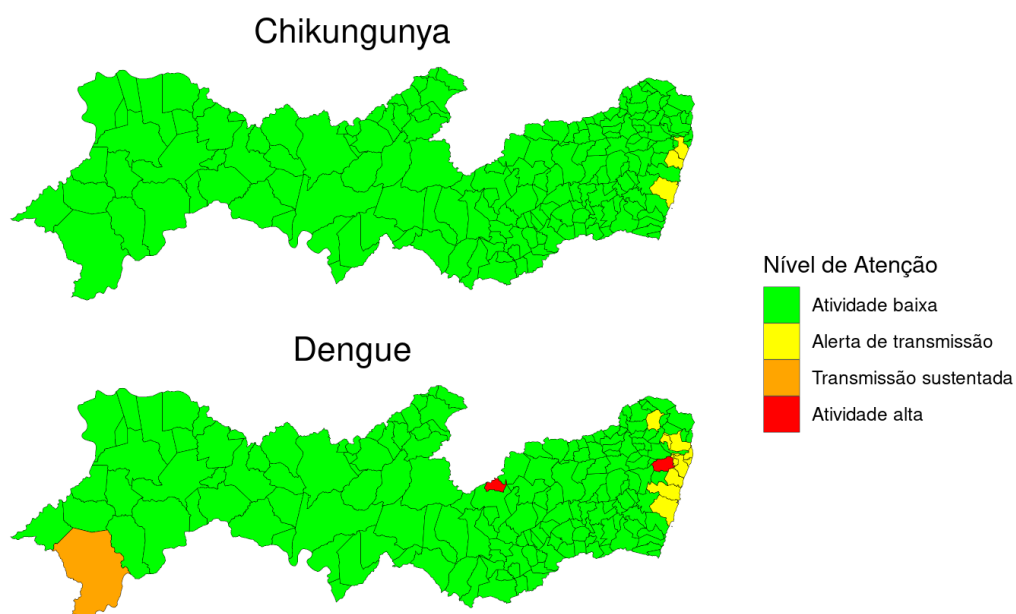 Chikungunya
Nível de Atenção
Atividade baixa
Alerta de transmissão
Transmissão sustentada
Atividade alta
Dengue